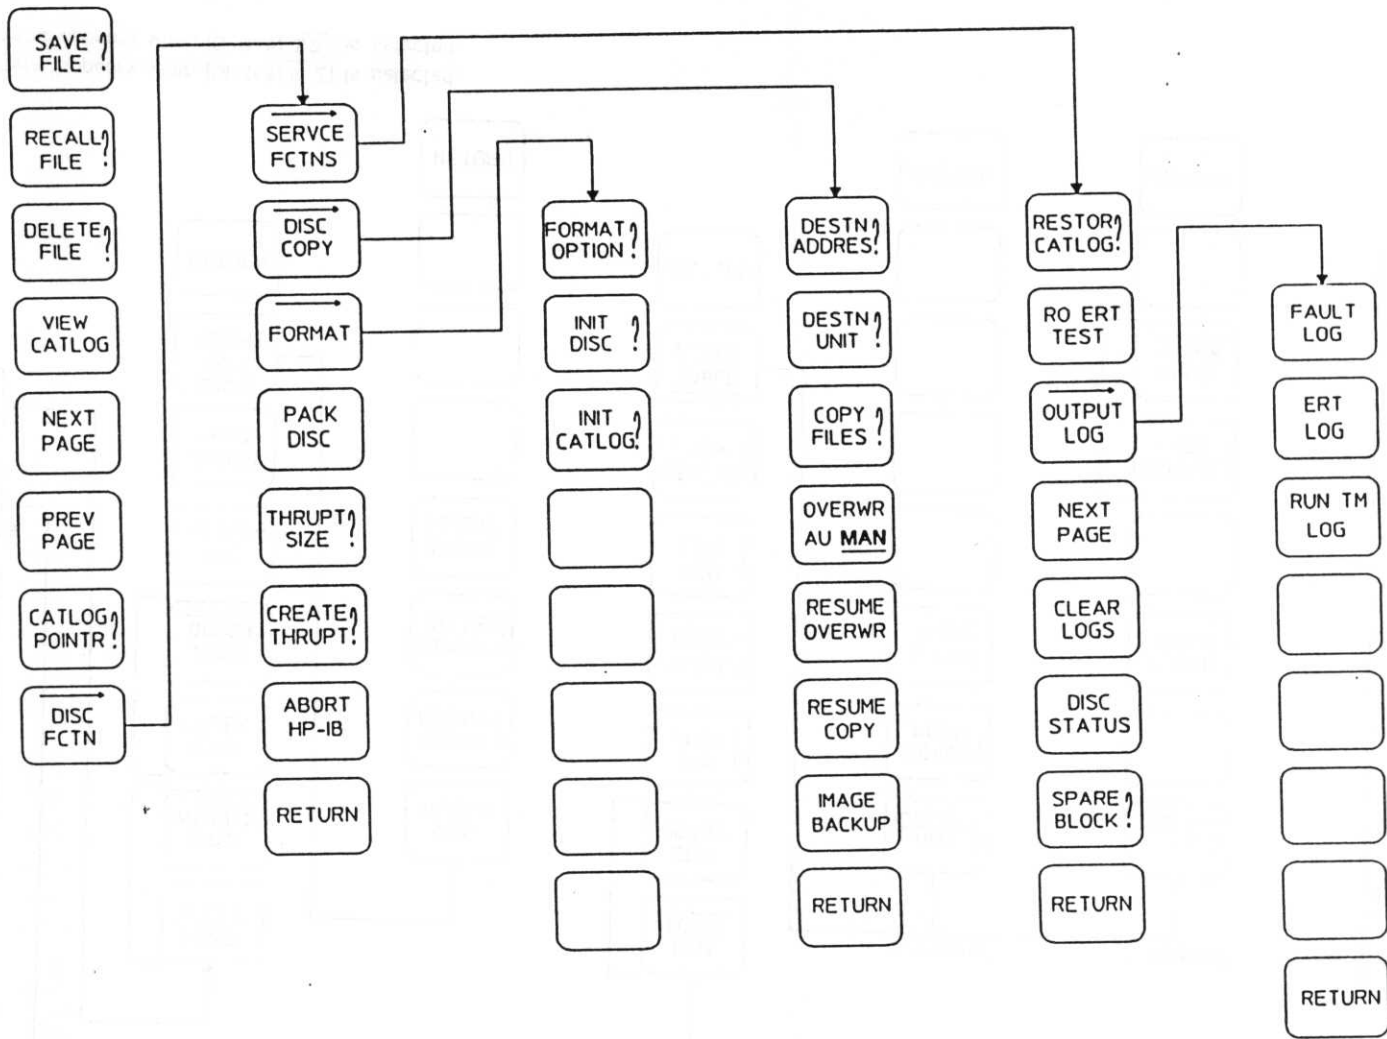 SAVE
FILE ?
RECALL
FILE ?
DELETE
FILE ?
VIEW
CATLOG
NEXT
PAGE
PREV
PAGE
CATLOG
POINTR ?
DISC
FCTN
SERVCE
FCTNS
DISC
COPY
FORMAT
PACK
DISC
THRUPT
SIZE ?
CREATE
THRUPT ?
ABORT
HP-IB
RETURN
FORMAT
OPTION ?
INIT
DISC ?
INIT
CATLOG ?
DESTN
ADDRES ?
DESTN
UNIT ?
COPY
FILES ?
OVERWR
AU MAN
RESUME
OVERWR
RESUME
COPY
IMAGE
BACKUP
RETURN
RESTOR
CATLOG ?
RO ERT
TEST
OUTPUT
LOG
NEXT
PAGE
CLEAR
LOGS
DISC
STATUS
SPARE
BLOCK ?
RETURN
FAULT
LOG
ERT
LOG
RUN TM
LOG
RETURN